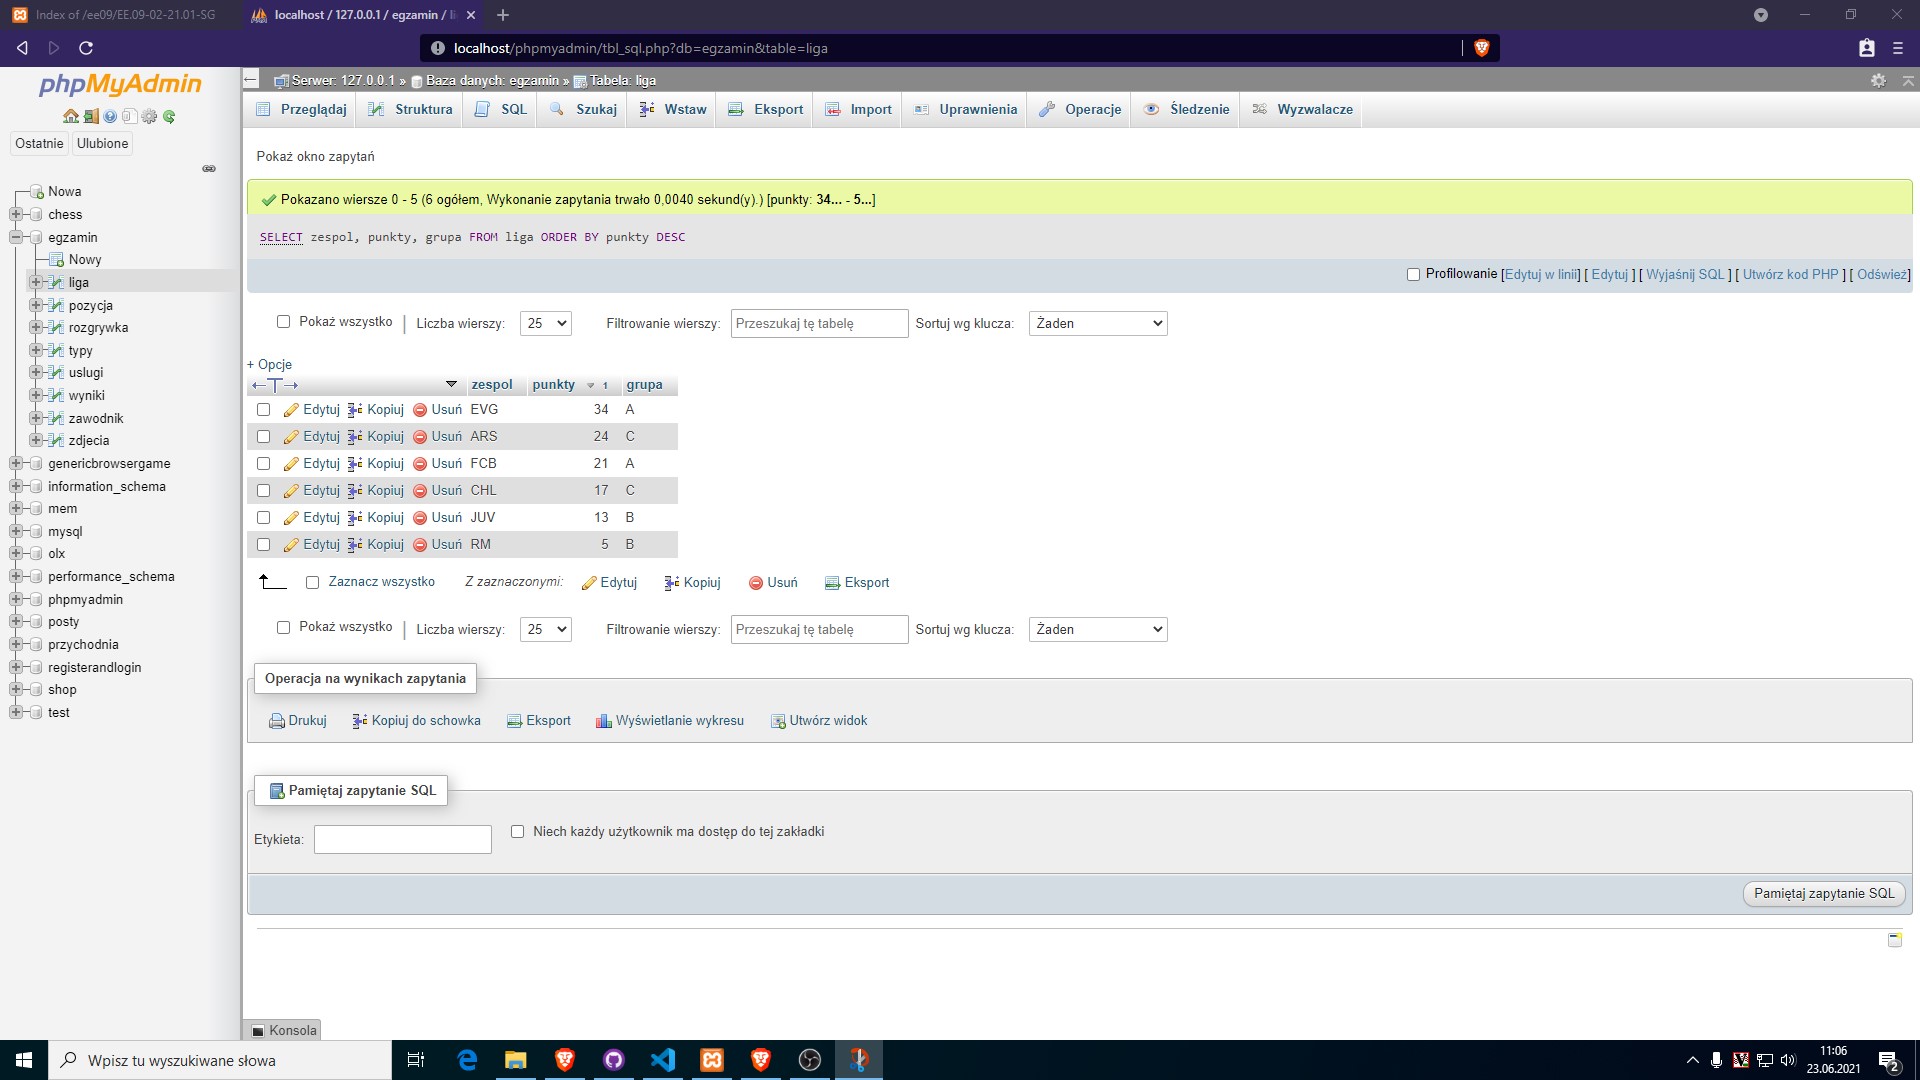 Index of /ee09/EE.09-02-21.01-SG
localhost / 127.0.0.1 / egzamin / li
localhost/phpmyadmin/tbl_sql.php?db=egzamin&table=liga
phpMyAdmin
Ostatnie Ulubione
Nowa
chess
egzamin
Nowy
liga
pozycja
rozgrywka
typy
uslugi
wyniki
zawodnik
zdjecia
genericbrowsergame
information_schema
mem
mysql
olx
performance_schema
phpmyadmin
posty
przychodnia
registerandlogin
shop
test
Serwer: 127.0.0.1 » Baza danych: egzamin » Tabela: liga
Przeglądaj Struktura SQL Szukaj Wstaw Eksport Import Uprawnienia Operacje Śledzenie Wyzwalacze
Pokaż okno zapytań
Pokazano wiersze 0 - 5 (6 ogółem, Wykonanie zapytania trwało 0,0040 sekund(y).) [punkty: 34... - 5...]
SELECT zespol, punkty, grupa FROM liga ORDER BY punkty DESC
Profilowanie [Edytuj w linii] [ Edytuj ] [ Wyjaśnij SQL ] [ Utwórz kod PHP ] [ Odśwież]
Pokaż wszystko | Liczba wierszy: 25 Filtrowanie wierszy: Przeszukaj tę tabelę Sortuj wg klucza: Żaden
+ Opcje
←T→ zespol punkty 1 grupa
Edytuj Kopiuj Usuń EVG 34 A
Edytuj Kopiuj Usuń ARS 24 C
Edytuj Kopiuj Usuń FCB 21 A
Edytuj Kopiuj Usuń CHL 17 C
Edytuj Kopiuj Usuń JUV 13 B
Edytuj Kopiuj Usuń RM 5 B
Zaznacz wszystko Z zaznaczonymi: Edytuj Kopiuj Usuń Eksport
Pokaż wszystko | Liczba wierszy: 25 Filtrowanie wierszy: Przeszukaj tę tabelę Sortuj wg klucza: Żaden
Operacja na wynikach zapytania
Drukuj Kopiuj do schowka Eksport Wyświetlanie wykresu Utwórz widok
Pamiętaj zapytanie SQL
Etykieta: Niech każdy użytkownik ma dostęp do tej zakładki
Pamiętaj zapytanie SQL
Konsola
Wpisz tu wyszukiwane słowa
11:06
23.06.2021
2